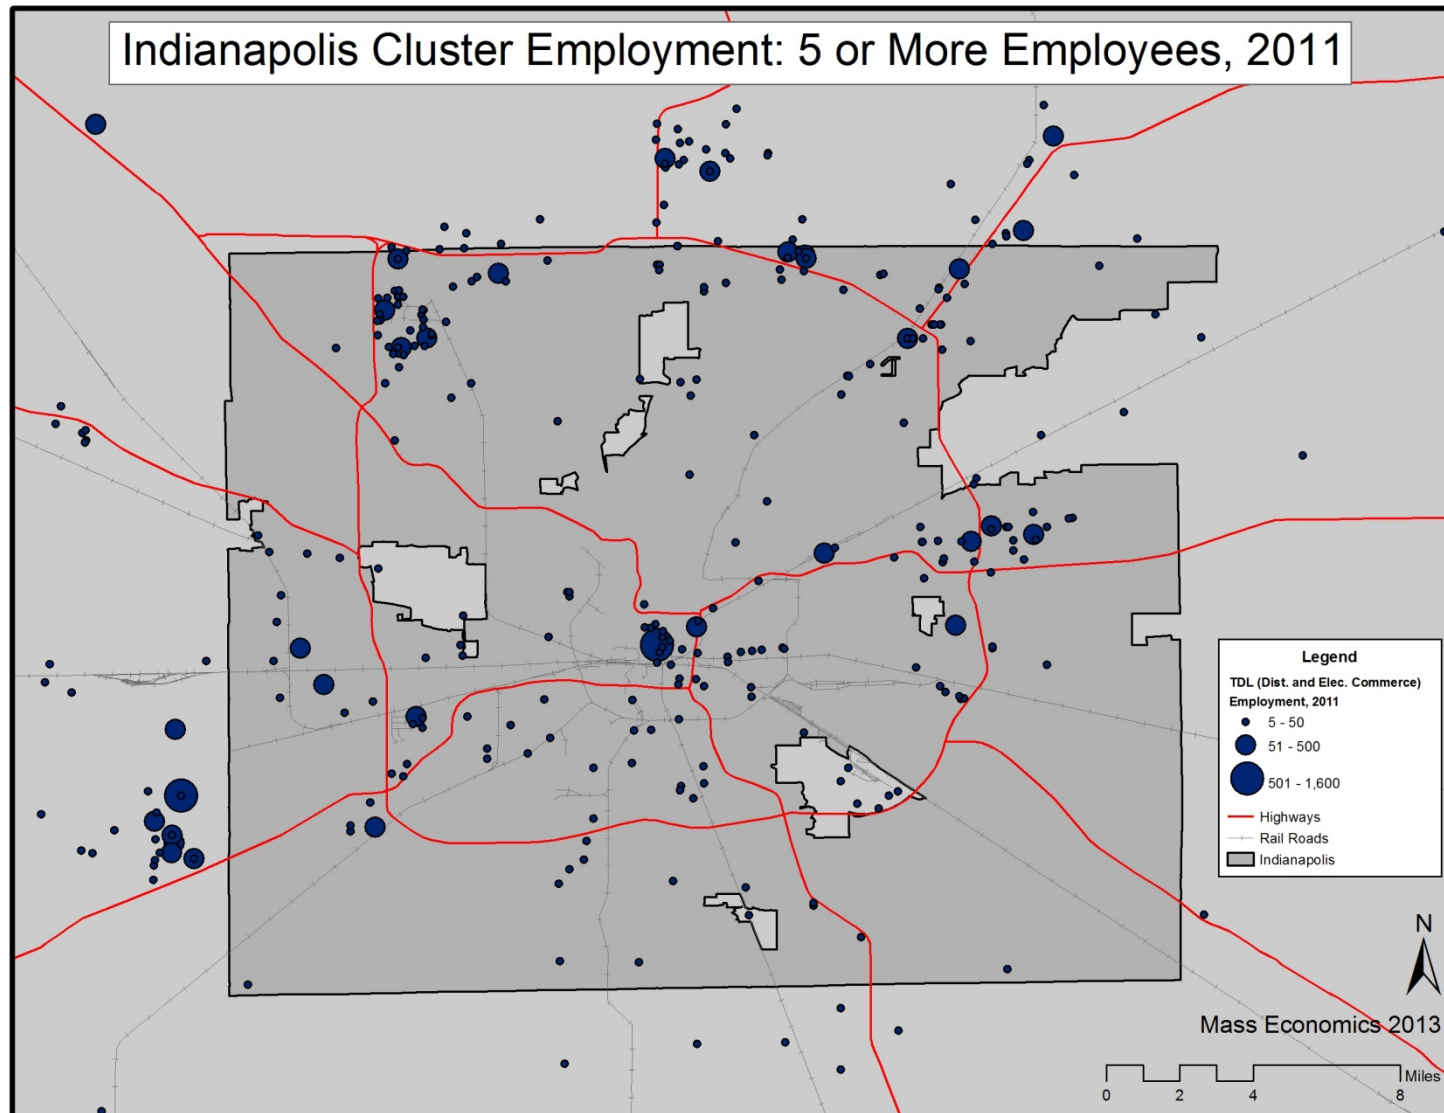 Indianapolis Cluster Employment: 5 or More Employees, 2011
Legend
TDL (Dist. and Elec. Commerce)
Employment, 2011
5 - 50
51 - 500
501 - 1,600
Highways
Rail Roads
Indianapolis
N
Mass Economics 2013
Miles
0 2 4 8